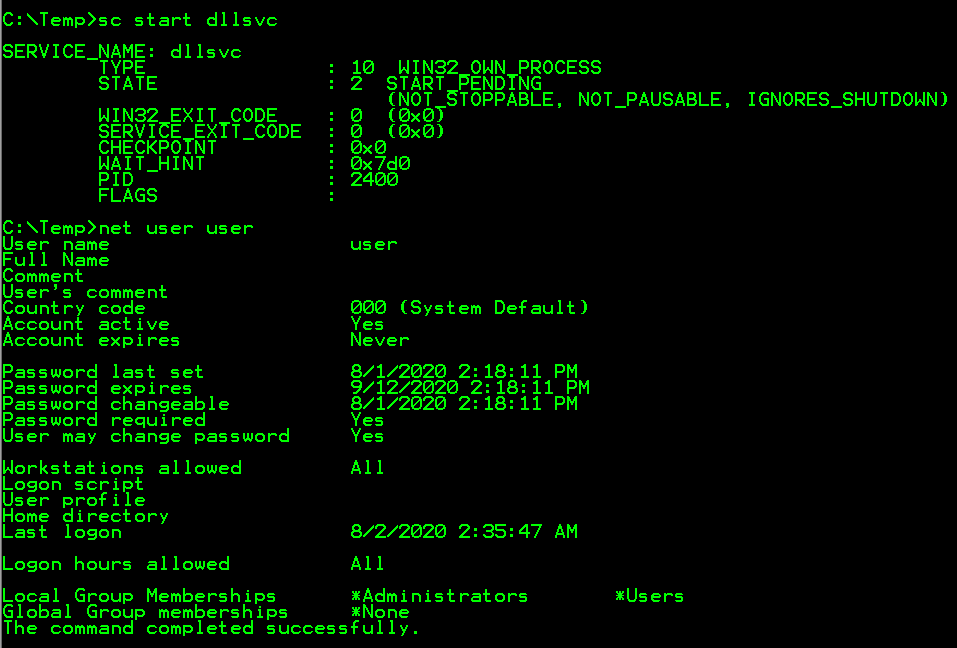 C:\Temp>sc start dllsvc
SERVICE_NAME: dllsvc
TYPE : 10 WIN32_OWN_PROCESS
STATE : 2 START_PENDING
(NOT_STOPPABLE, NOT_PAUSABLE, IGNORES_SHUTDOWN)
WIN32_EXIT_CODE : 0 (0x0)
SERVICE_EXIT_CODE : 0 (0x0)
CHECKPOINT : 0x0
WAIT_HINT : 0x7d0
PID : 2400
FLAGS :
C:\Temp>net user user
User name user
Full Name
Comment
User's comment
Country code 000 (System Default)
Account active Yes
Account expires Never
Password last set 8/1/2020 2:18:11 PM
Password expires 9/12/2020 2:18:11 PM
Password changeable 8/1/2020 2:18:11 PM
Password required Yes
User may change password Yes
Workstations allowed All
Logon script
User profile
Home directory
Last logon 8/2/2020 2:35:47 AM
Logon hours allowed All
Local Group Memberships *Administrators *Users
Global Group memberships *None
The command completed successfully.